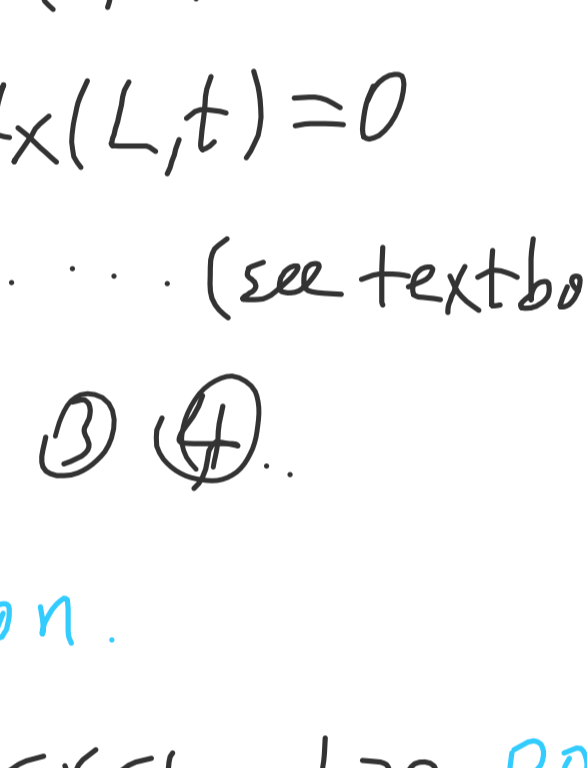 x(L,t)=0
.... (see textbo
③ ④..
on.